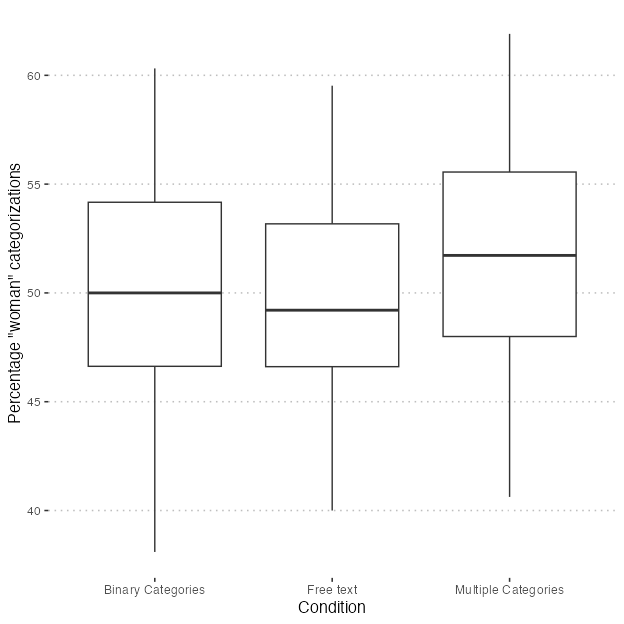 Percentage "woman" categorizations
60
55
50
45
40
Binary Categories
Free text
Multiple Categories
Condition